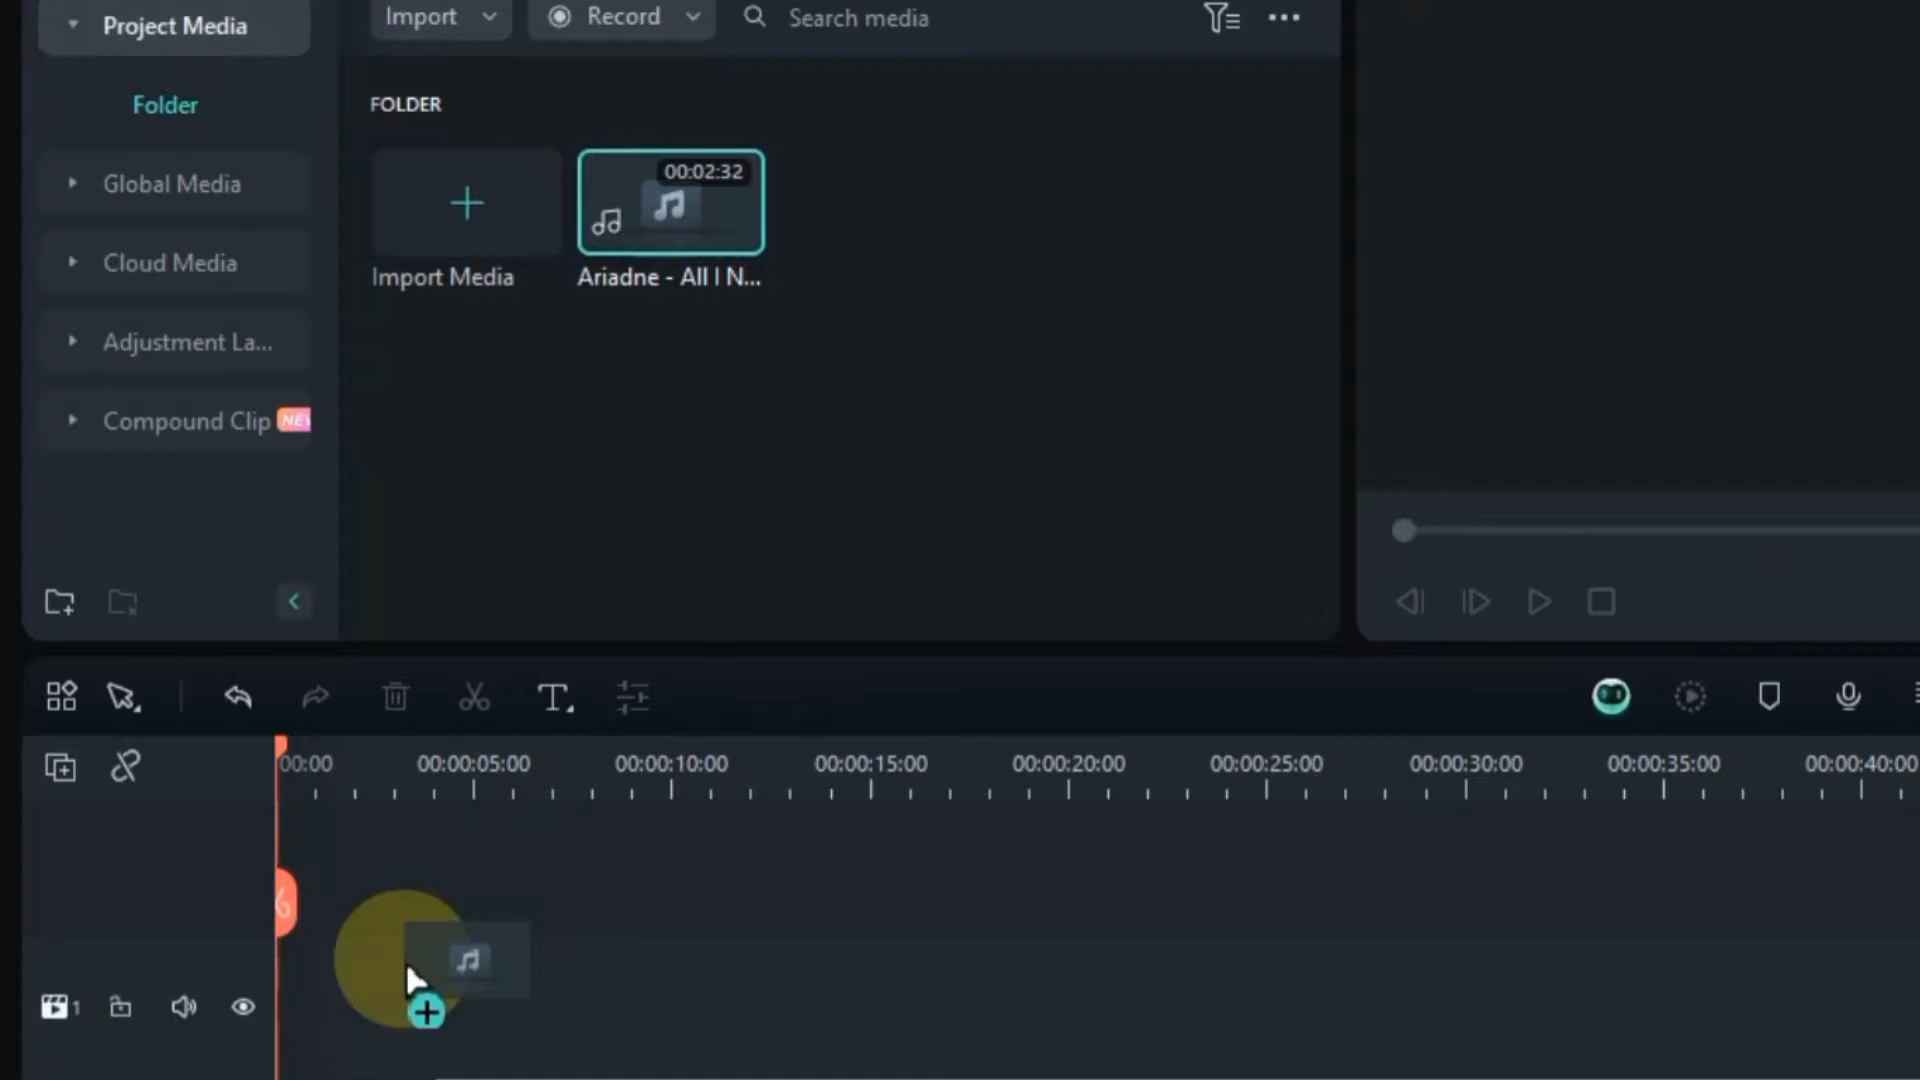 Project Media
Import
Record
Search media
Folder
FOLDER
00:02:32
Global Media
Import Media
Ariadne - All I N...
Cloud Media
Adjustment La...
Compound Clip
T
00:00
00:00:05:00
00:00:10:00
00:00:15:00
00:00:20:00
00:00:25:00
00:00:30:00
00:00:35:00
00:00:40:00
1